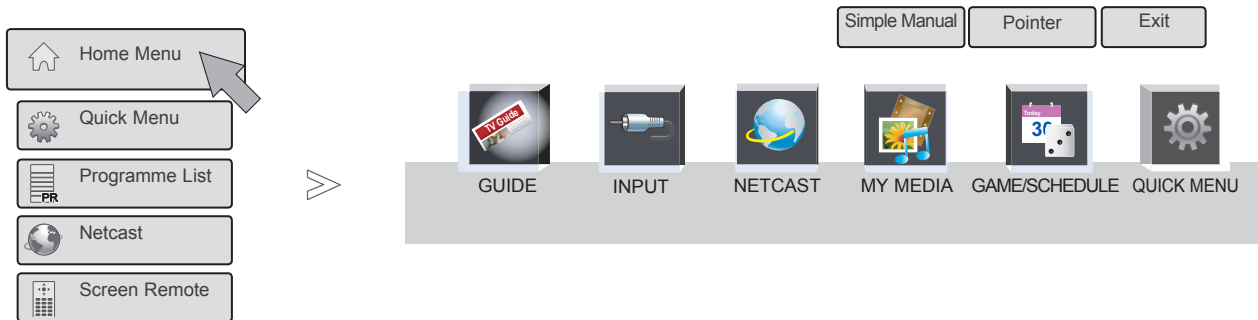 Home Menu
Quick Menu
PR
Programme List
Netcast
Screen Remote
Simple Manual
Pointer
Exit
TV Guide
Today
30
GUIDE
INPUT
NETCAST
MY MEDIA
GAME/SCHEDULE
QUICK MENU